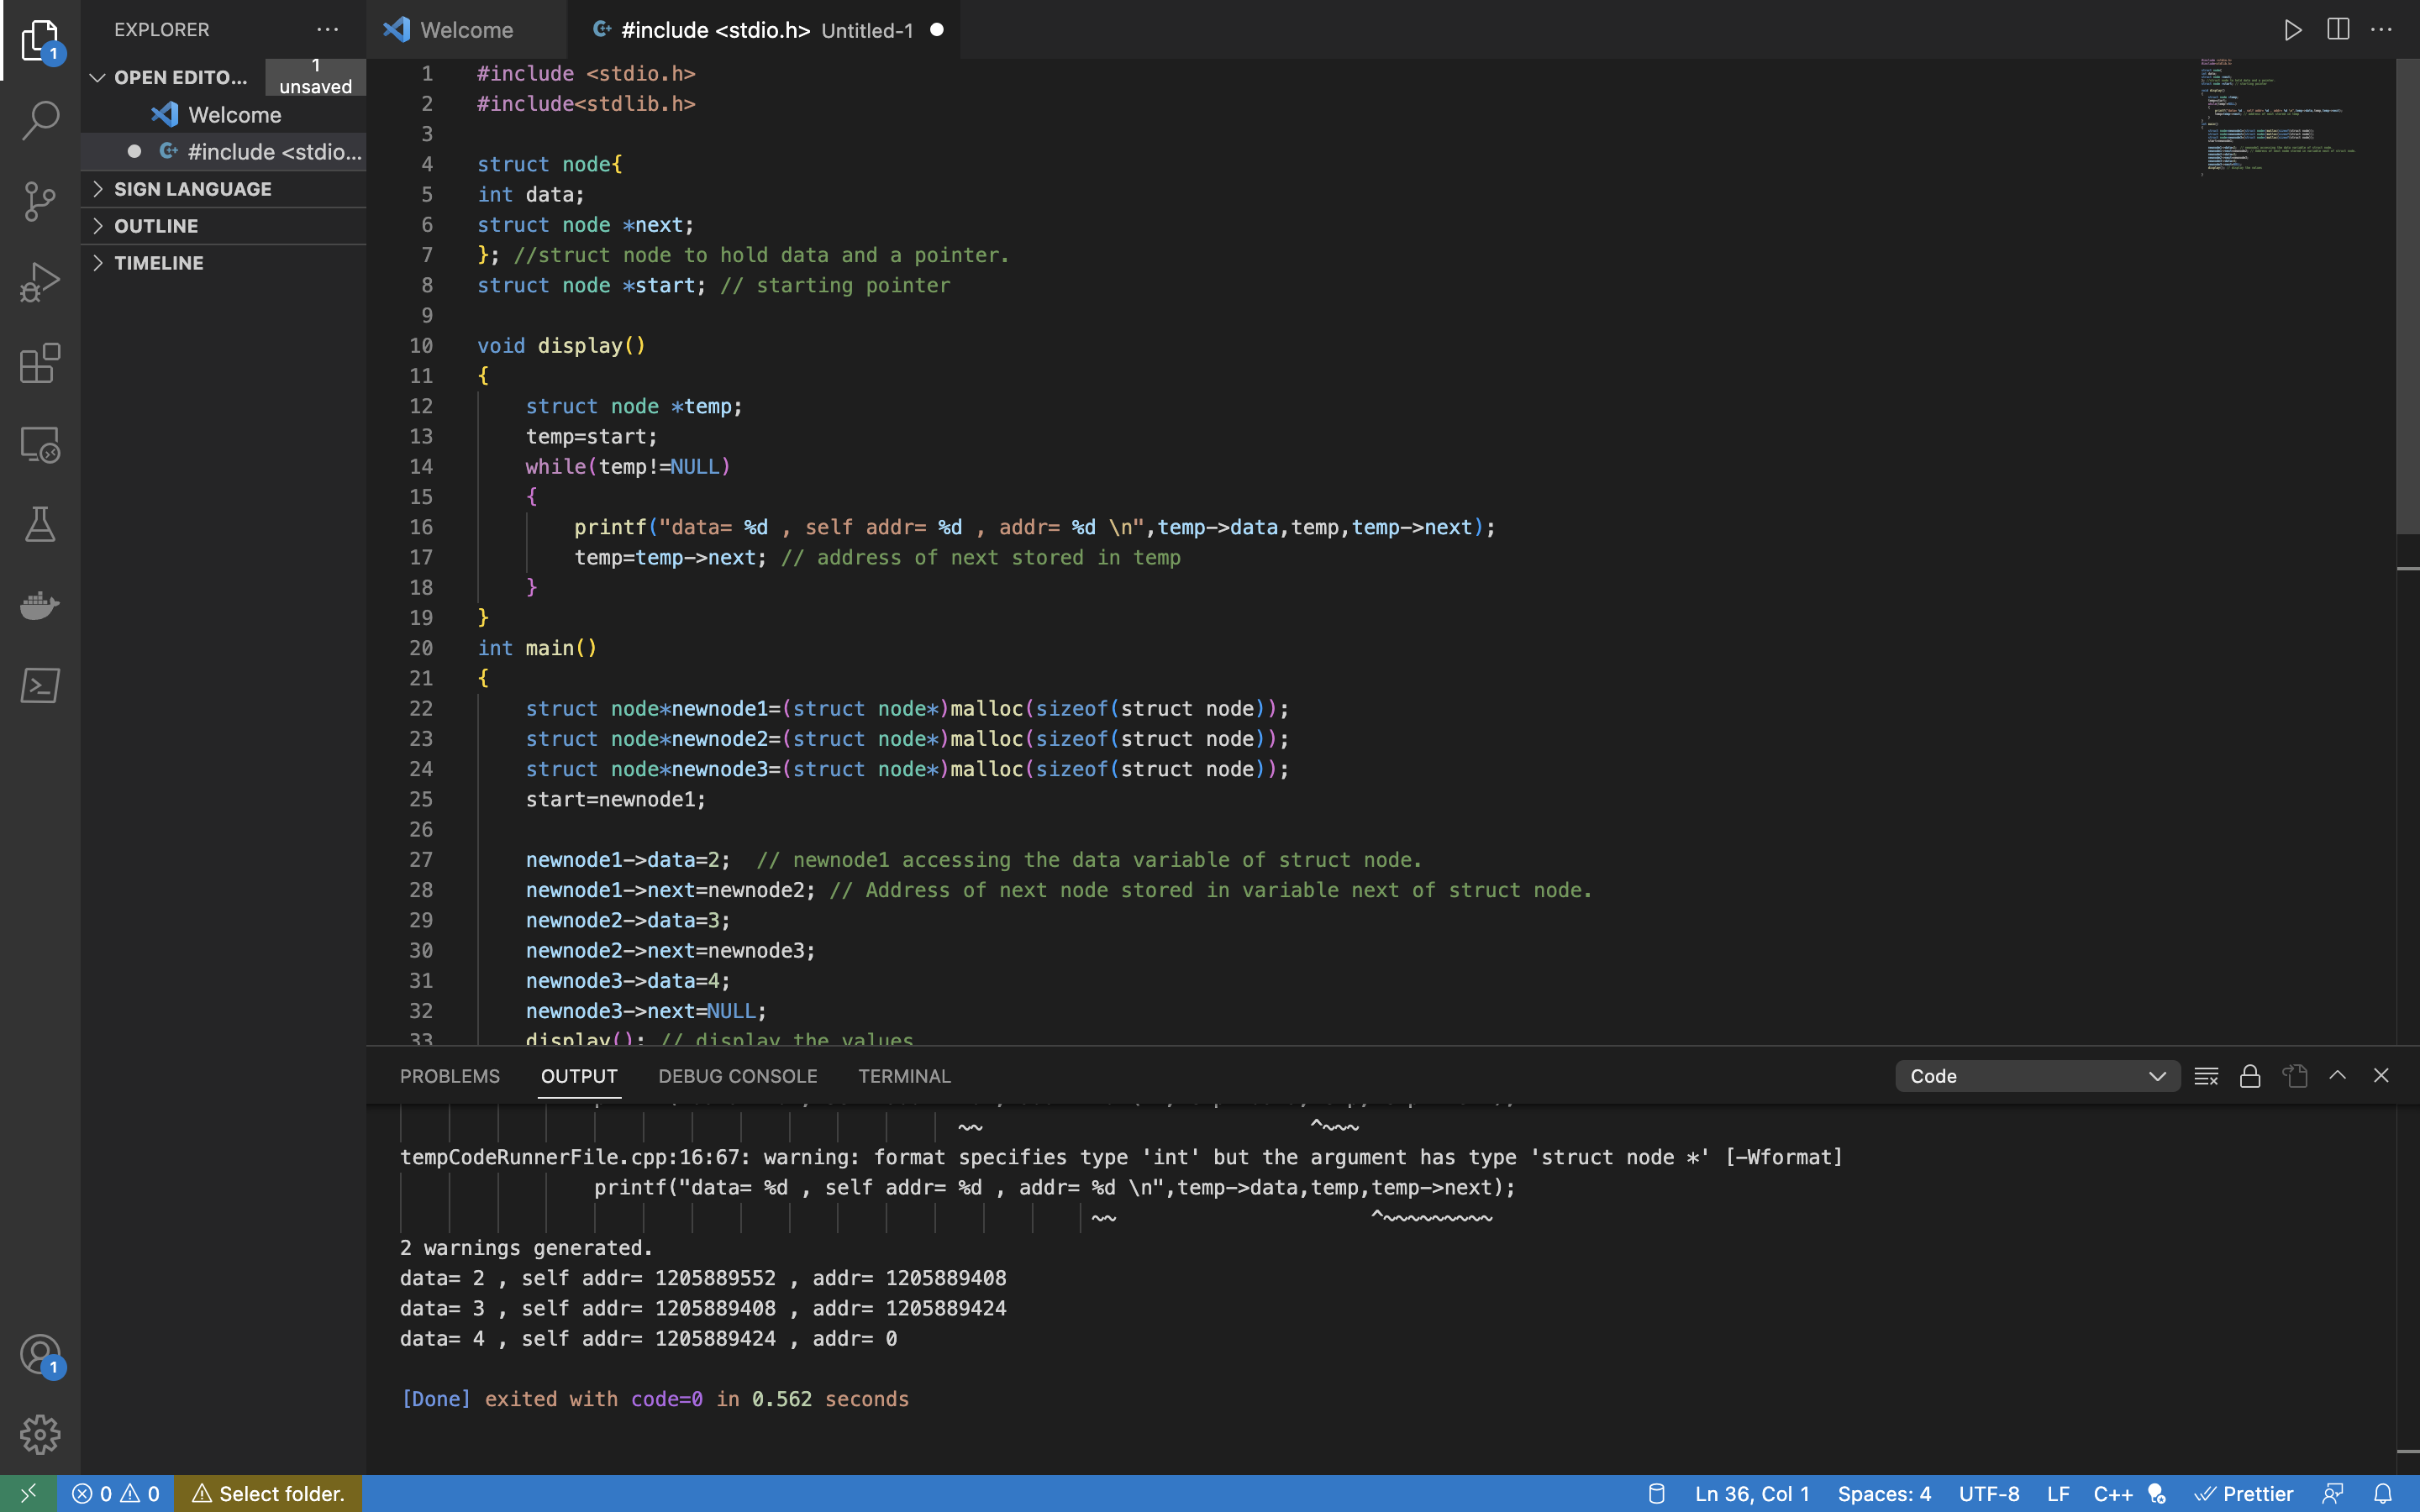 EXPLORER
OPEN EDITO...
1 unsaved
Welcome
#include <stdio...
SIGN LANGUAGE
OUTLINE
TIMELINE
1
1
Welcome
#include <stdio.h> Untitled-1
1 #include <stdio.h>
2 #include<stdlib.h>
3
4 struct node{
5 int data;
6 struct node *next;
7 }; //struct node to hold data and a pointer.
8 struct node *start; // starting pointer
9
10 void display()
11 {
12 struct node *temp;
13 temp=start;
14 while(temp!=NULL)
15 {
16 printf("data= %d , self addr= %d , addr= %d \n",temp->data,temp,temp->next);
17 temp=temp->next; // address of next stored in temp
18 }
19 }
20 int main()
21 {
22 struct node*newnode1=(struct node*)malloc(sizeof(struct node));
23 struct node*newnode2=(struct node*)malloc(sizeof(struct node));
24 struct node*newnode3=(struct node*)malloc(sizeof(struct node));
25 start=newnode1;
26
27 newnode1->data=2; // newnode1 accessing the data variable of struct node.
28 newnode1->next=newnode2; // Address of next node stored in variable next of struct node.
29 newnode2->data=3;
30 newnode2->next=newnode3;
31 newnode3->data=4;
32 newnode3->next=NULL;
33 display(); // display the values
PROBLEMS OUTPUT DEBUG CONSOLE TERMINAL
Code
~~ ^~~~
tempCodeRunnerFile.cpp:16:67: warning: format specifies type 'int' but the argument has type 'struct node *' [-Wformat]
printf("data= %d , self addr= %d , addr= %d \n",temp->data,temp,temp->next);
~~ ^~~~~~~~~~
2 warnings generated.
data= 2 , self addr= 1205889552 , addr= 1205889408
data= 3 , self addr= 1205889408 , addr= 1205889424
data= 4 , self addr= 1205889424 , addr= 0
[Done] exited with code=0 in 0.562 seconds
0 0 Select folder.
Ln 36, Col 1 Spaces: 4 UTF-8 LF C++ Prettier